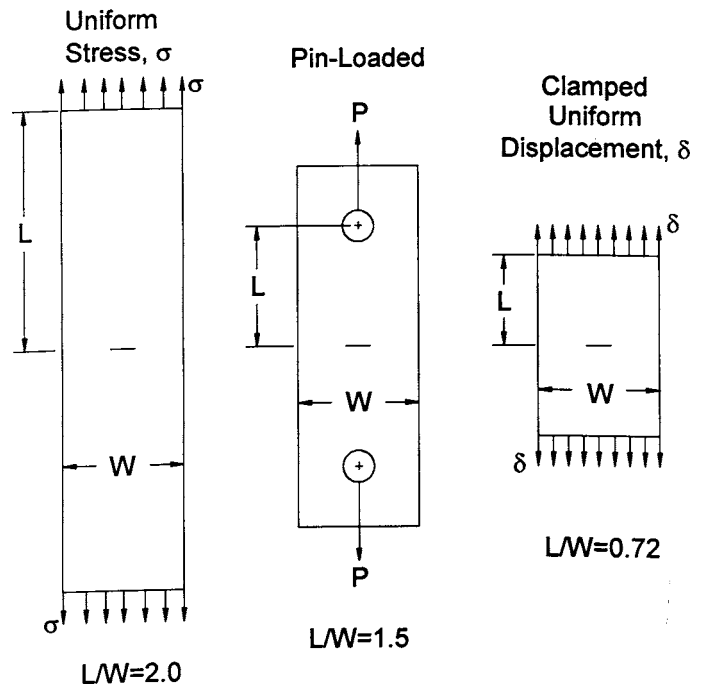 Uniform
Stress, σ
σ
L
W
σ
L/W=2.0
Pin-Loaded
P
L
W
P
L/W=1.5
Clamped
Uniform
Displacement, δ
δ
L
W
δ
L/W=0.72